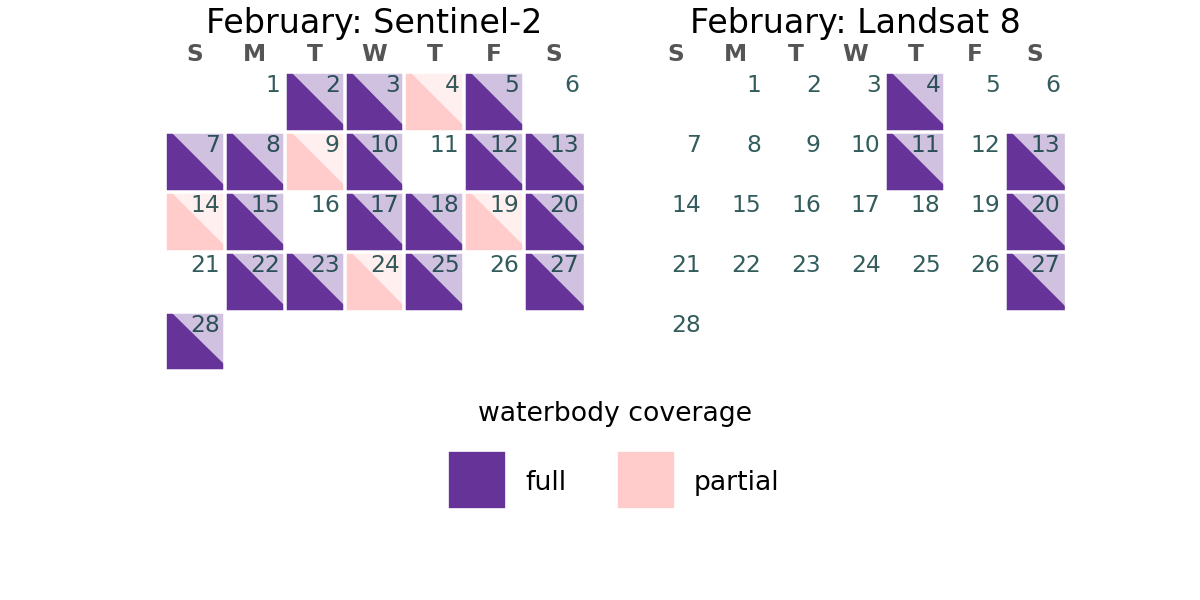 February: Sentinel-2
S M T W T F S
1 2 3 4 5 6
7 8 9 10 11 12 13
14 15 16 17 18 19 20
21 22 23 24 25 26 27
28
February: Landsat 8
S M T W T F S
1 2 3 4 5 6
7 8 9 10 11 12 13
14 15 16 17 18 19 20
21 22 23 24 25 26 27
28
waterbody coverage
full partial